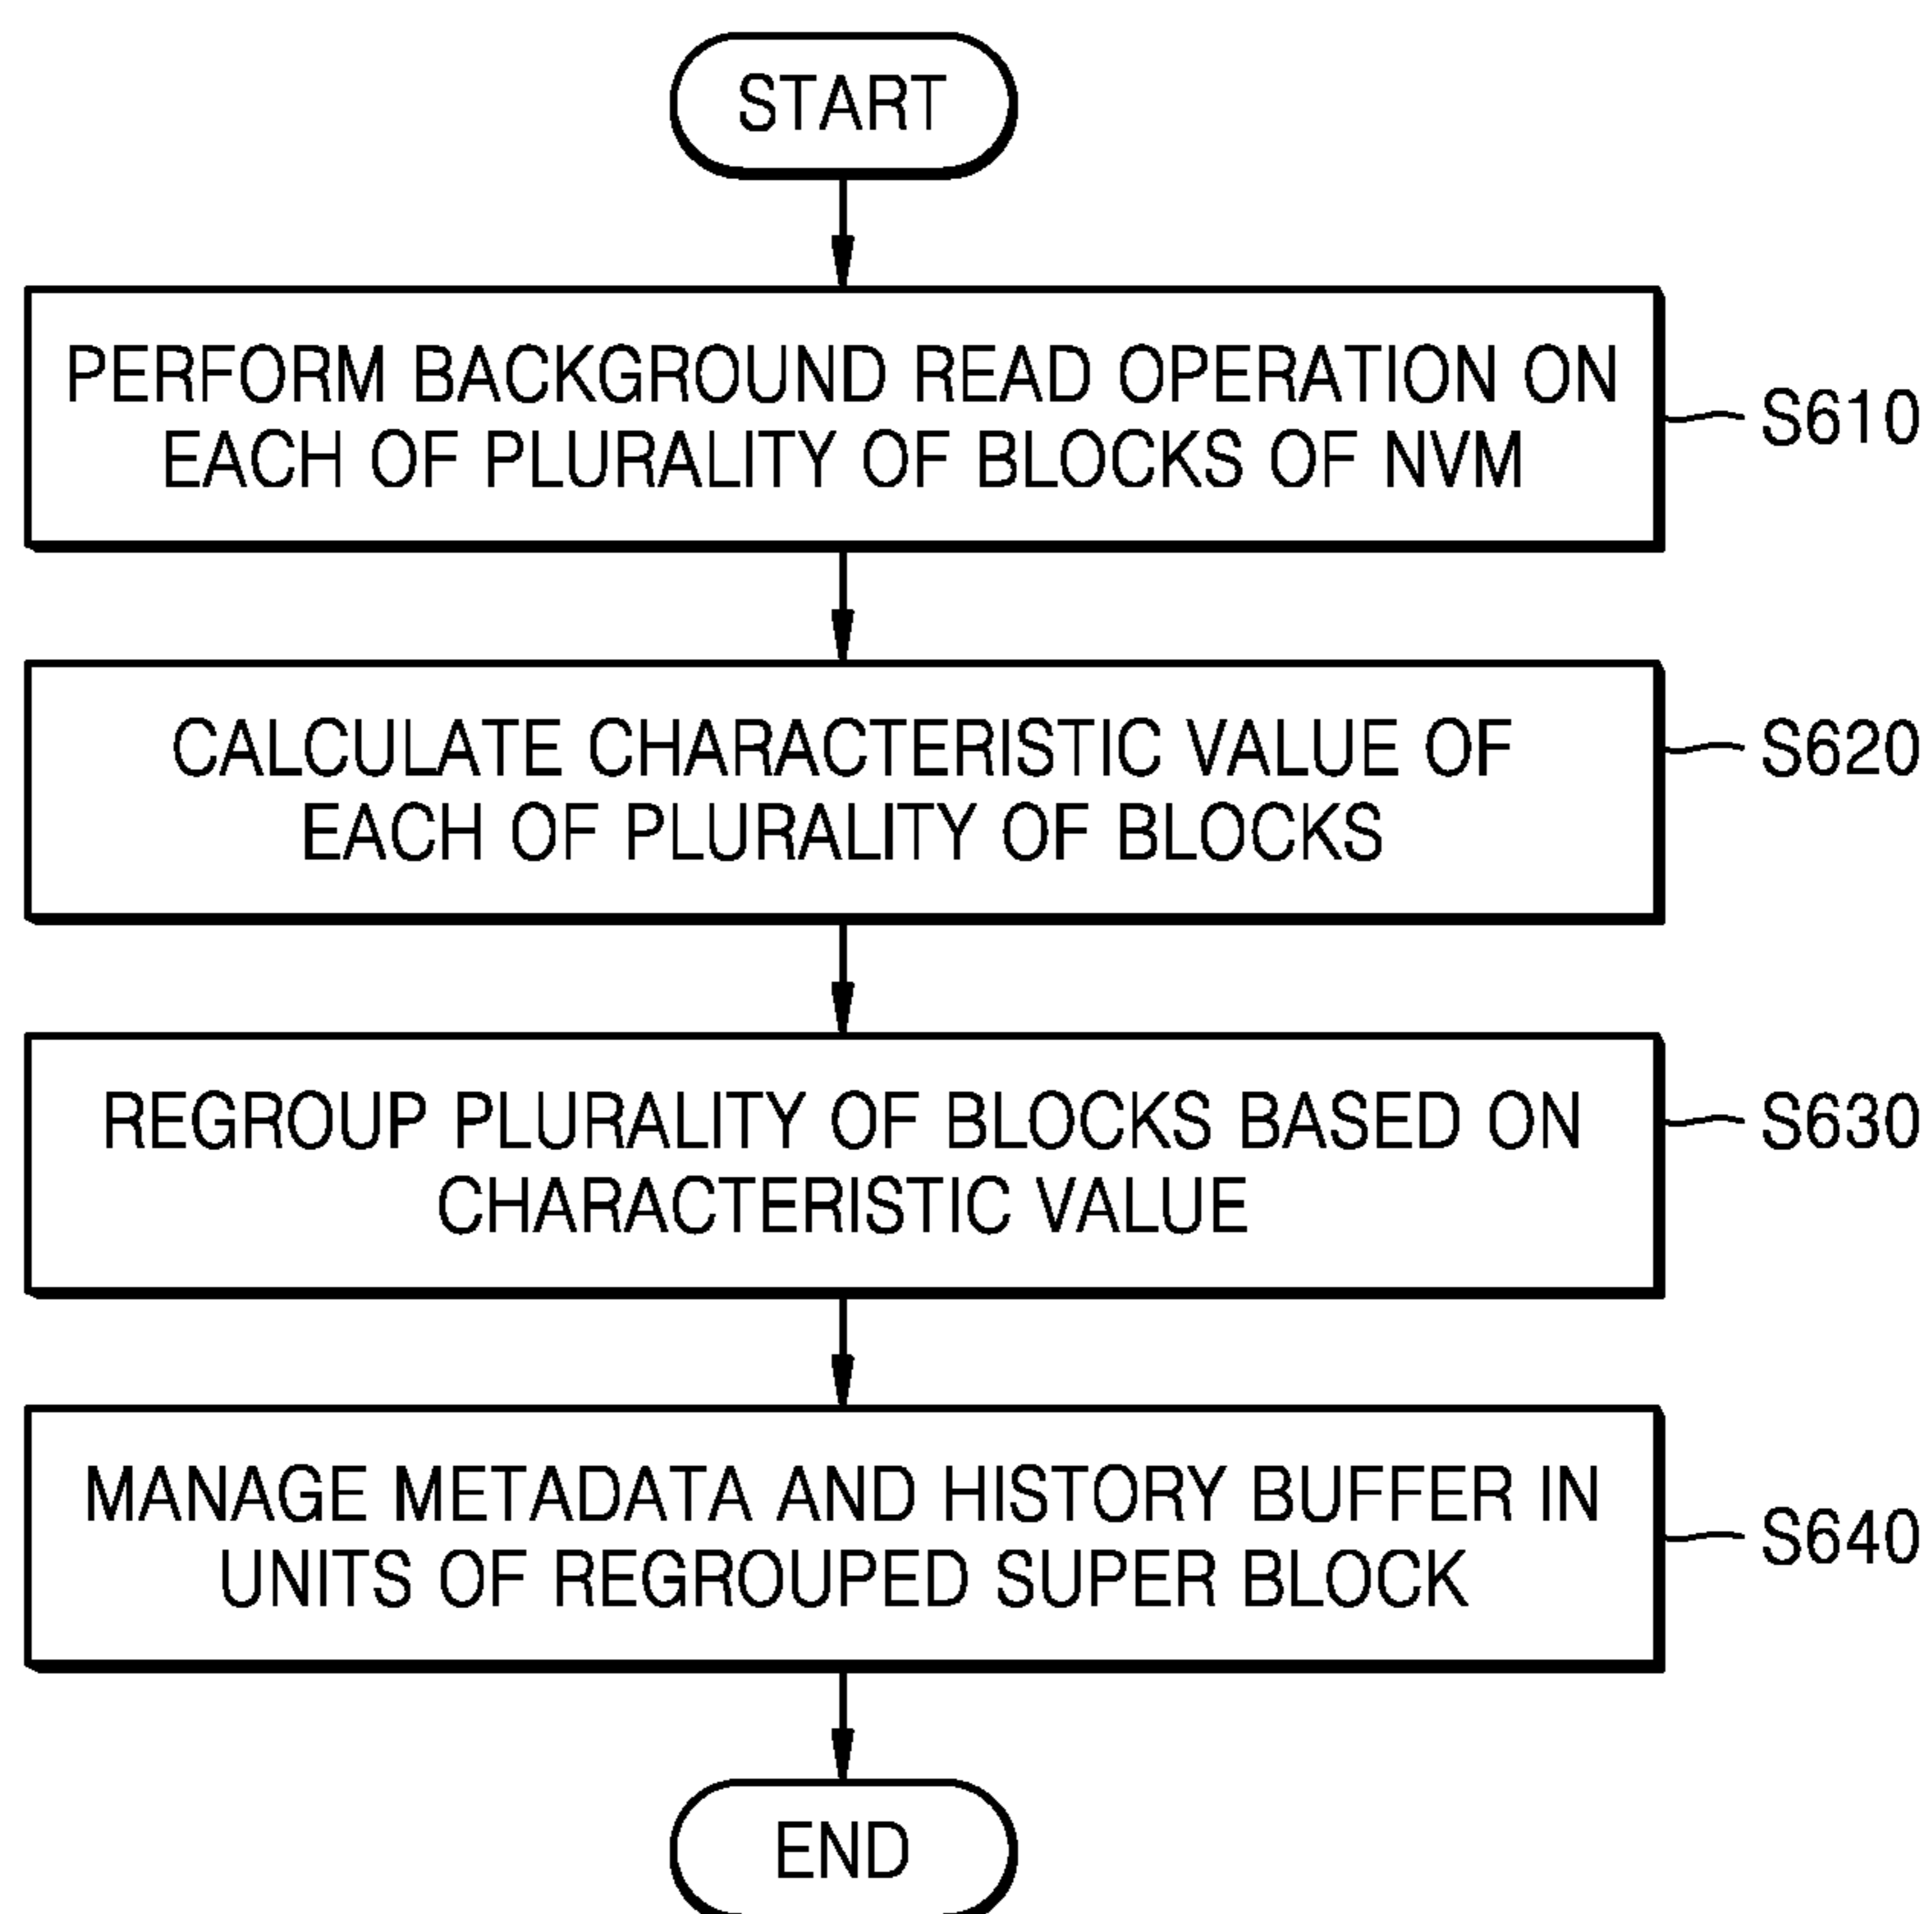 START
PERFORM BACKGROUND READ OPERATION ON
EACH OF PLURALITY OF BLOCKS OF NVM
S610
CALCULATE CHARACTERISTIC VALUE OF
EACH OF PLURALITY OF BLOCKS
S620
REGROUP PLURALITY OF BLOCKS BASED ON
CHARACTERISTIC VALUE
S630
MANAGE METADATA AND HISTORY BUFFER IN
UNITS OF REGROUPED SUPER BLOCK
S640
END